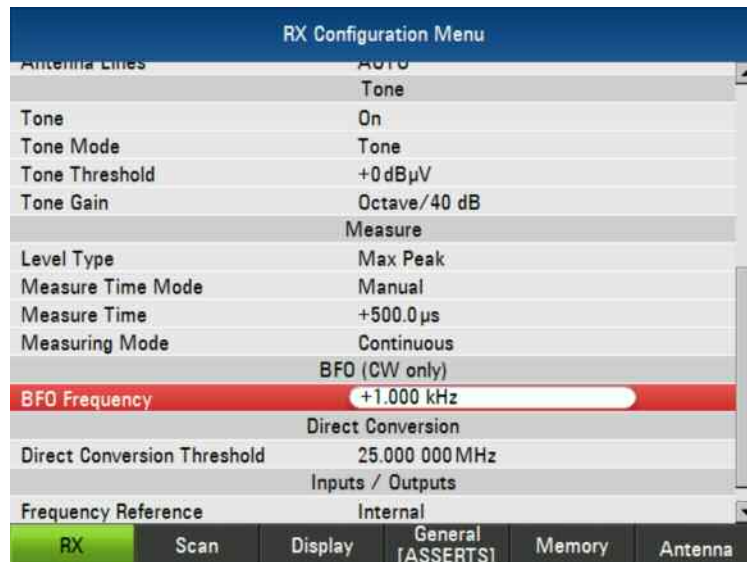 RX Configuration Menu
Antenna Lines AUTO
Tone
Tone On
Tone Mode Tone
Tone Threshold +0 dBµV
Tone Gain Octave/40 dB
Measure
Level Type Max Peak
Measure Time Mode Manual
Measure Time +500.0 µs
Measuring Mode Continuous
BFO (CW only)
BFO Frequency +1.000 kHz
Direct Conversion
Direct Conversion Threshold 25.000 000 MHz
Inputs / Outputs
Frequency Reference Internal
RX Scan Display General [ASSERTS] Memory Antenna